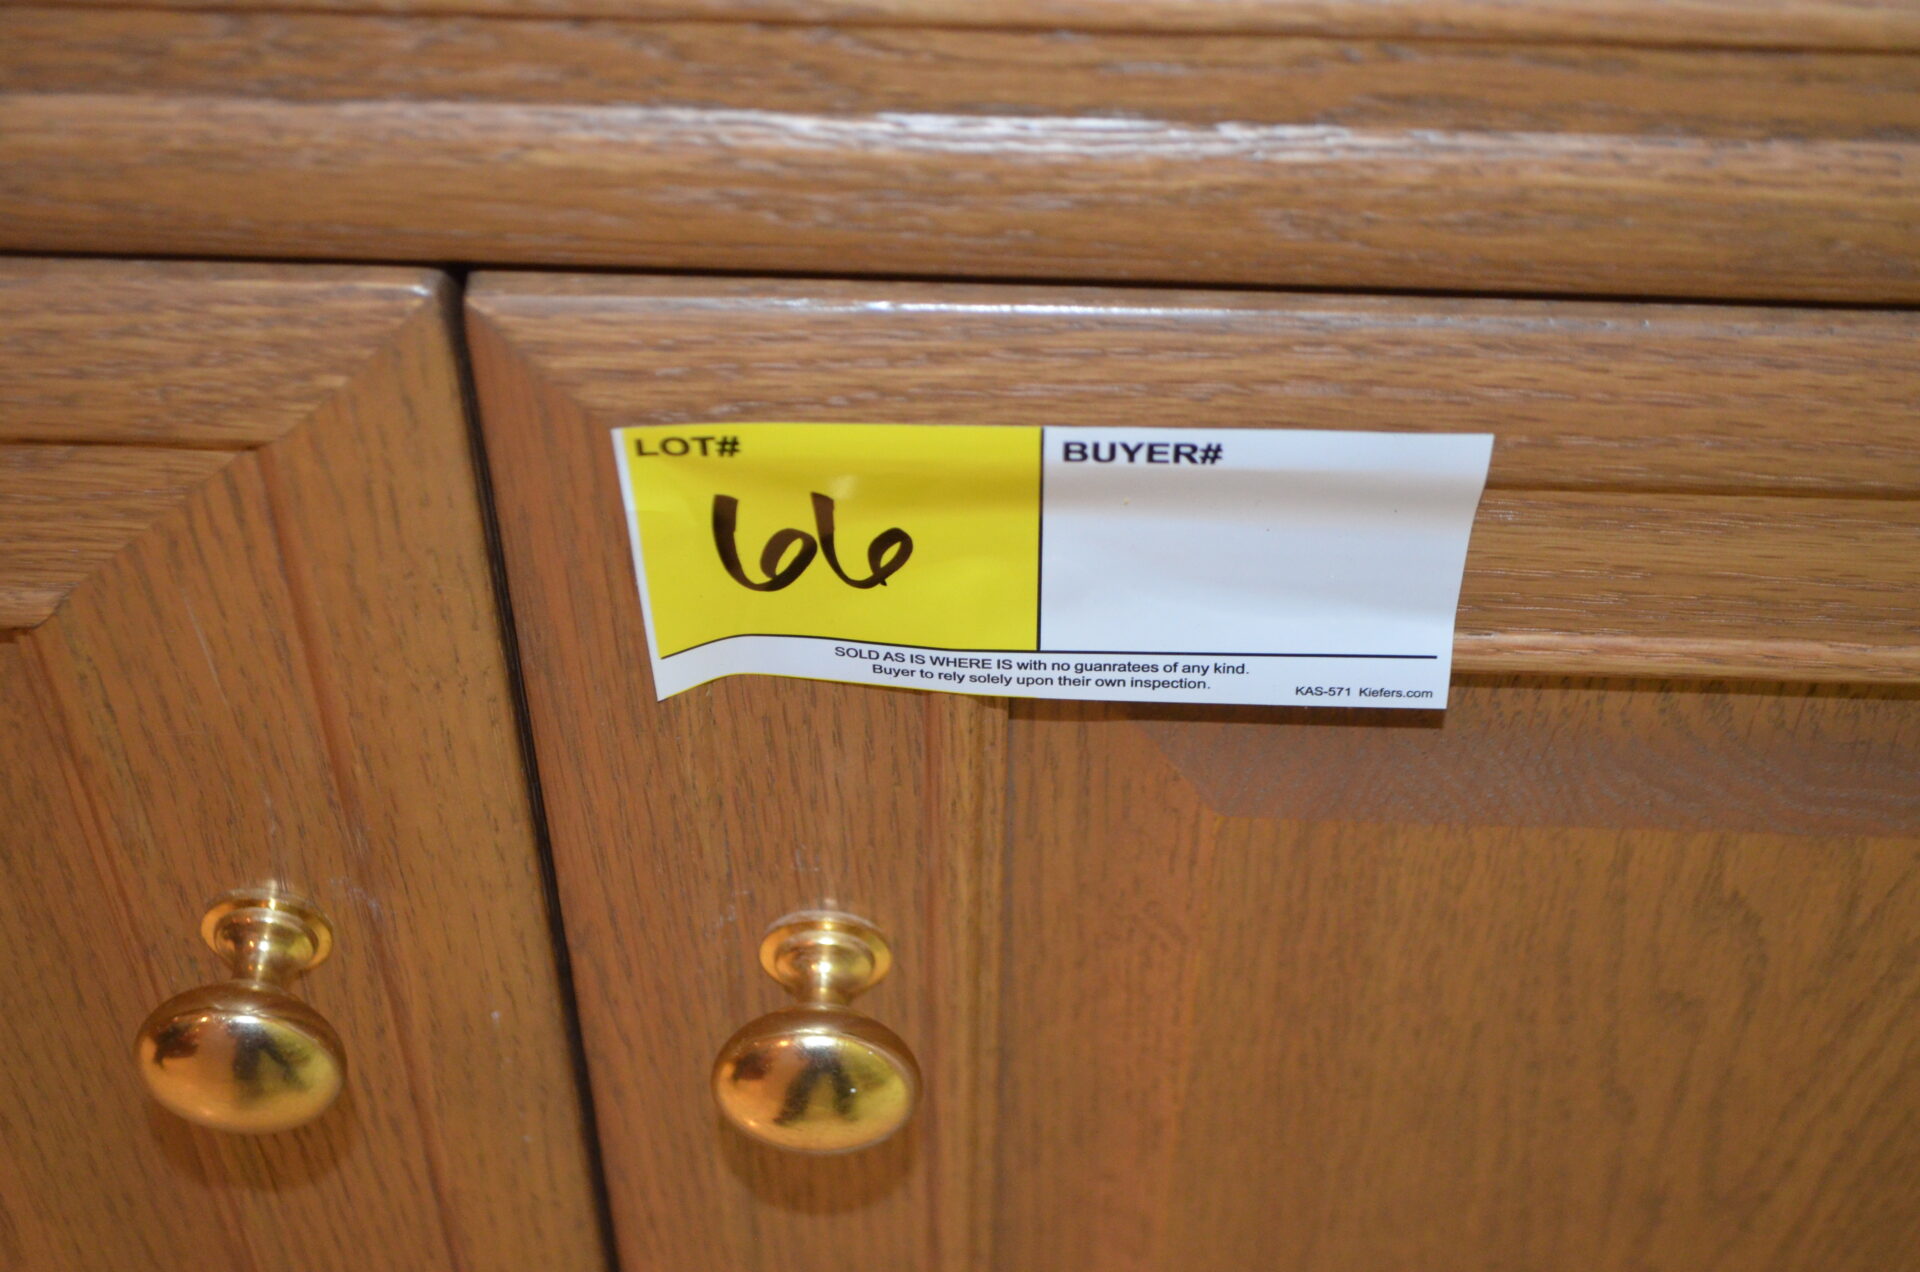 LOT# BUYER#
66
SOLD AS IS WHERE IS with no guanratees of any kind.
Buyer to rely solely upon their own inspection.
KAS-571 Kiefers.com